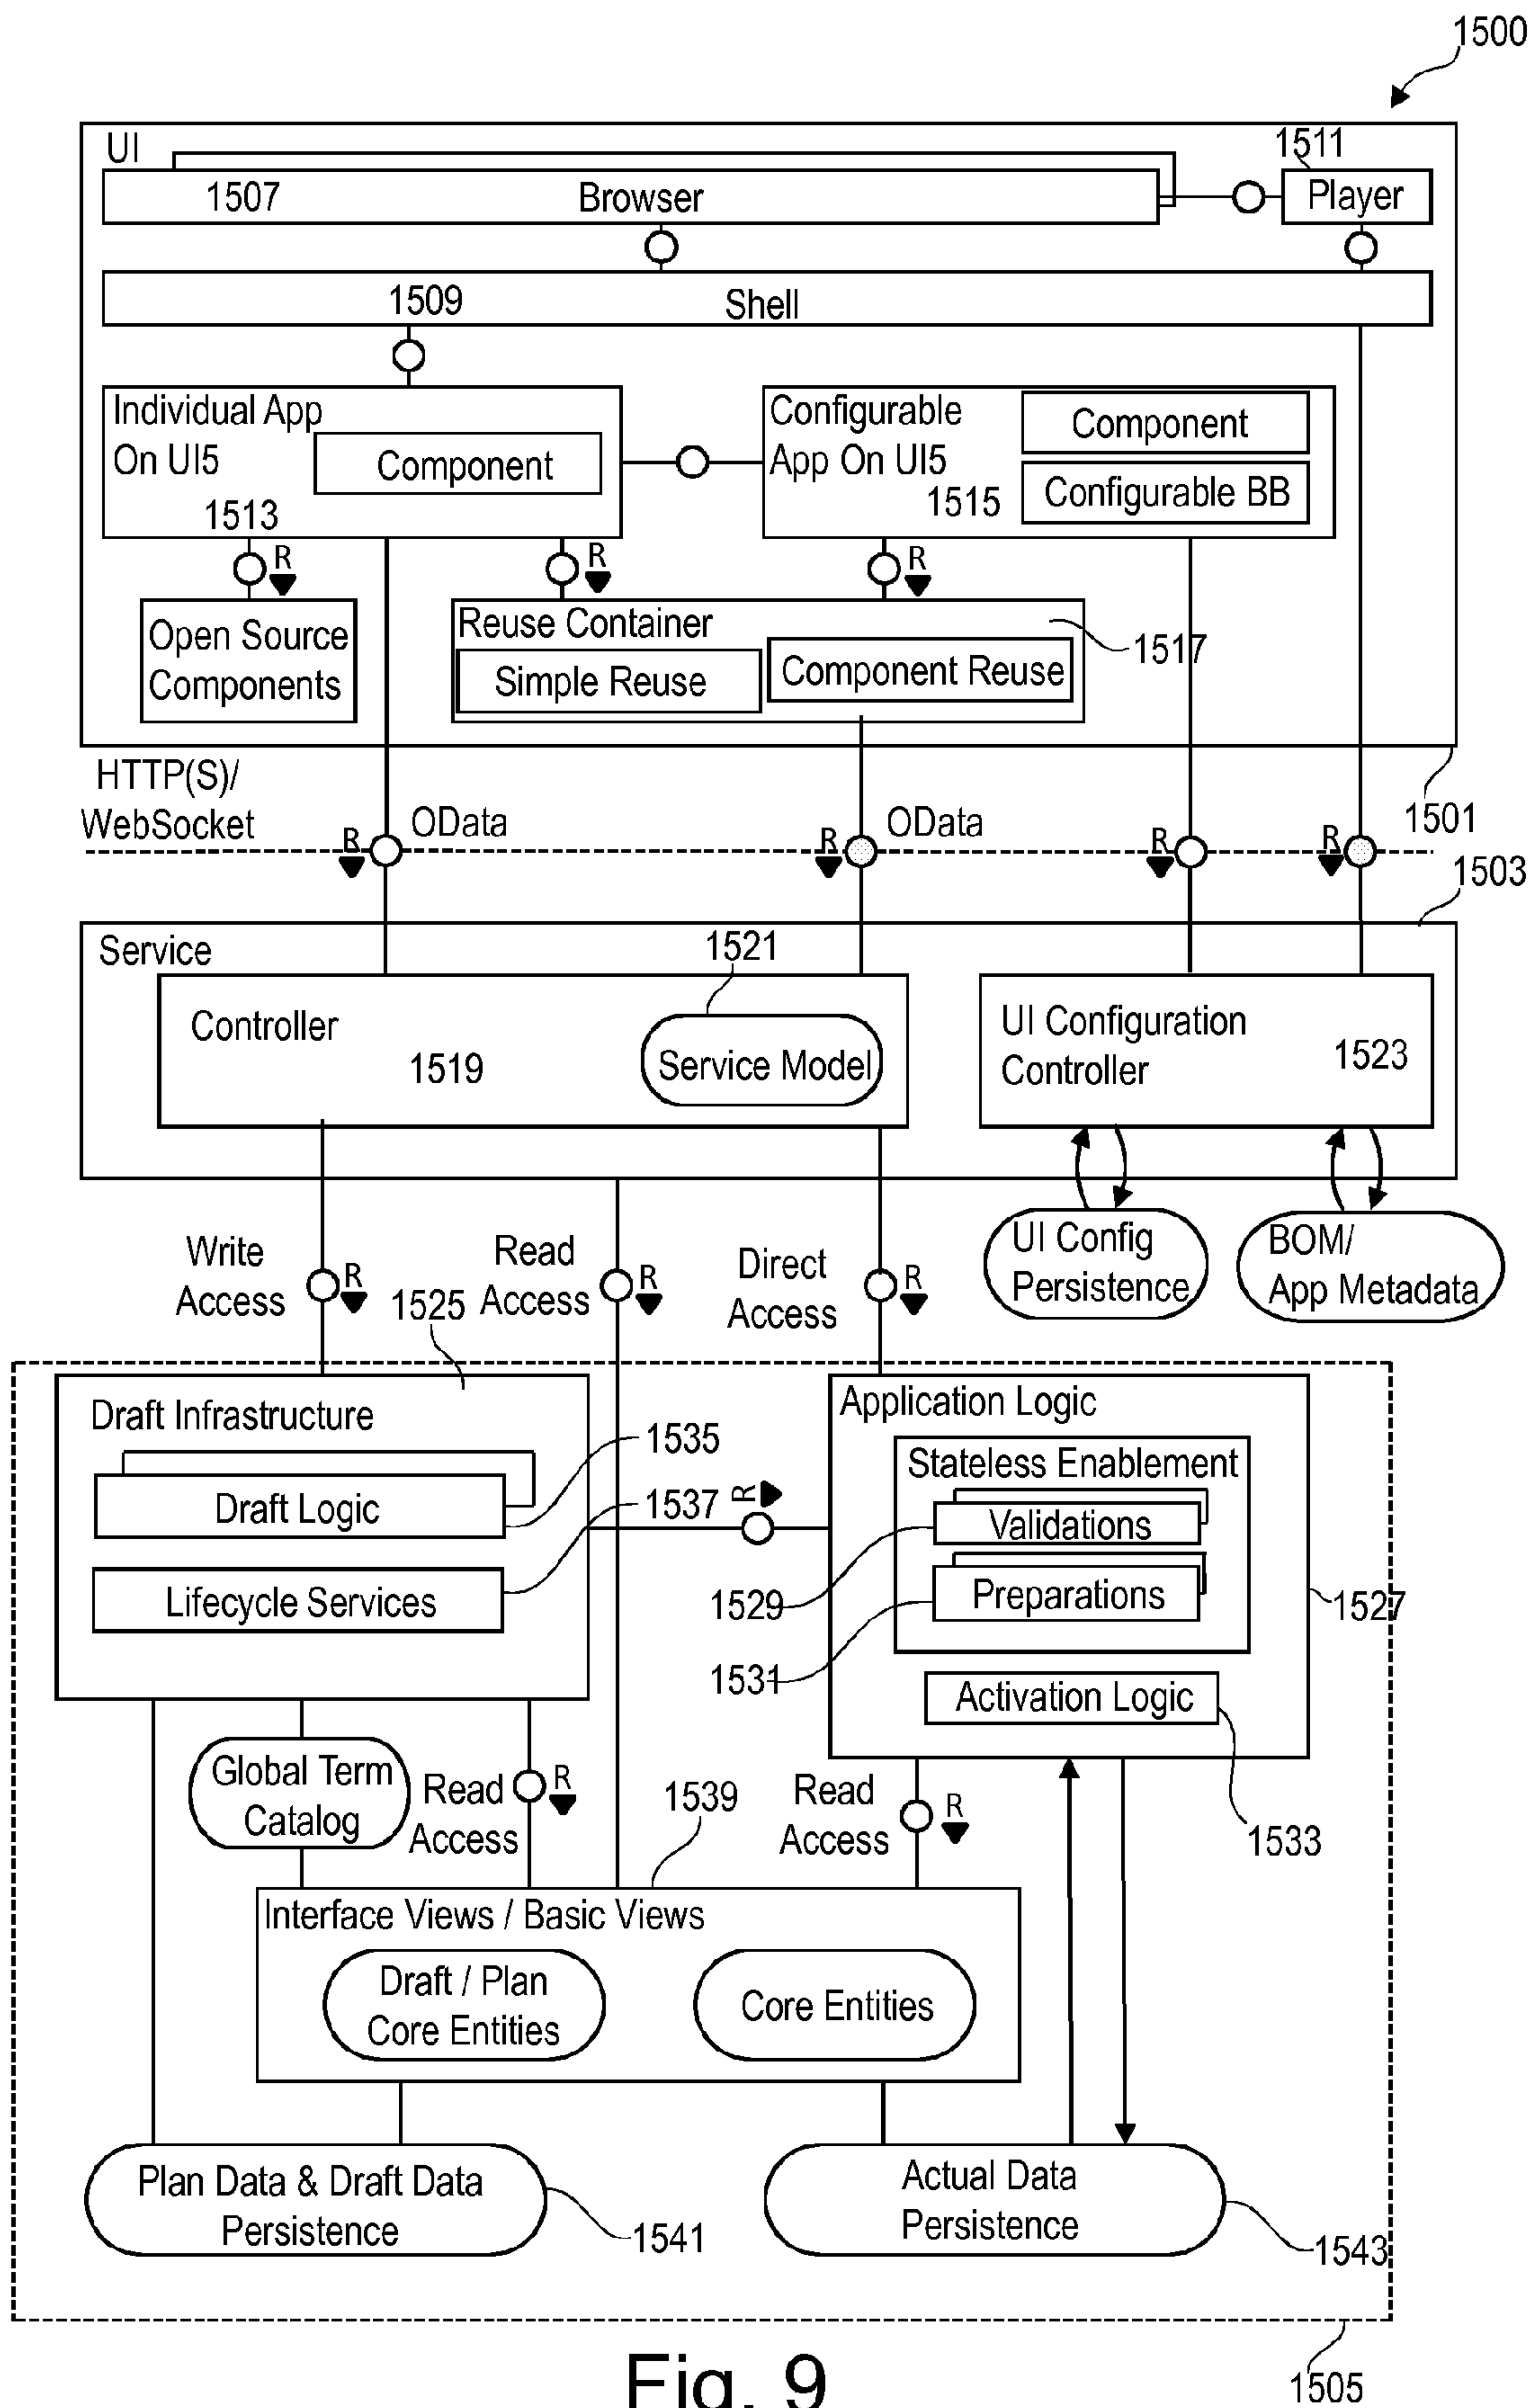 1500
UI
1511
1507
Browser
Player
1509
Shell
Individual App
On UI5
Component
1513
Configurable
App On UI5
1515
Component
Configurable BB
R
R
R
Open Source
Components
Reuse Container
Simple Reuse
Component Reuse
1517
HTTP(S)/
WebSocket
R
OData
R
OData
R
R
1501
1503
Service
1521
Controller
1519
Service Model
UI Configuration
Controller
1523
Write
Access
R
1525
Read
Access
R
Direct
Access
R
UI Config
Persistence
BOM/
App Metadata
Draft Infrastructure
1535
Draft Logic
1537
Lifecycle Services
R
Application Logic
Stateless Enablement
Validations
1529
Preparations
1527
1531
Activation Logic
Global Term
Catalog
Read
Access
R
1539
Read
Access
R
1533
Interface Views / Basic Views
Draft / Plan
Core Entities
Core Entities
Plan Data & Draft Data
Persistence
1541
Actual Data
Persistence
1543
1505
Fig. 9